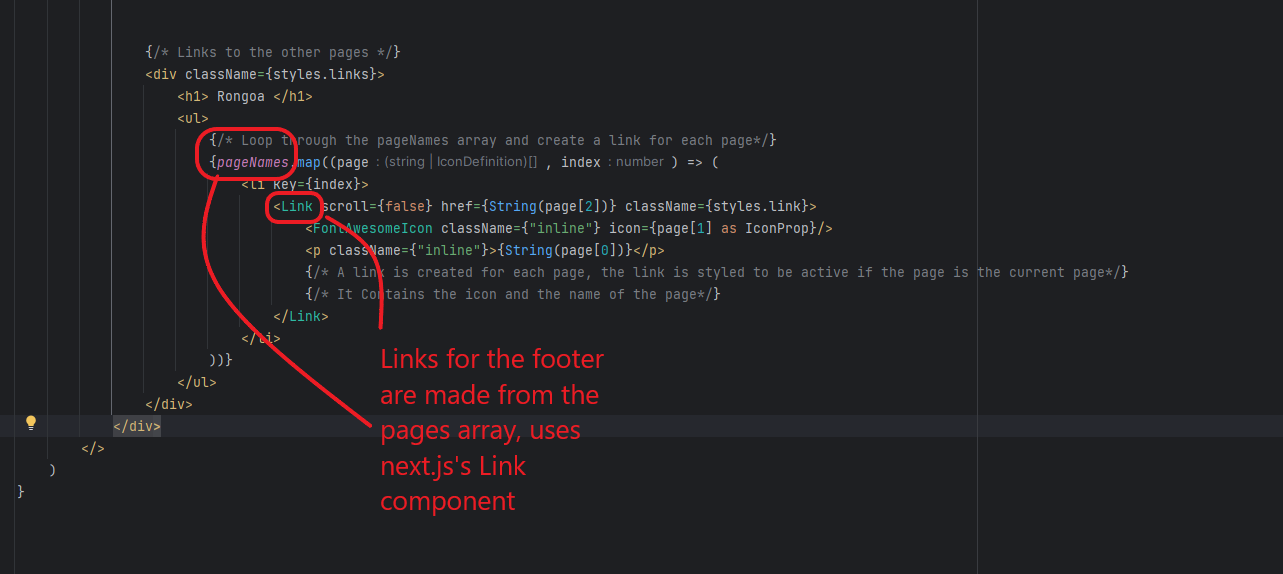 {/* Links to the other pages */}
<div className={styles.links}>
<h1> Rongoa </h1>
<ul>
{/* Loop through the pageNames array and create a link for each page*/}
{pageNames.map((page : (string | IconDefinition)[] , index : number ) => (
<li key={index}>
<Link scroll={false} href={String(page[2])} className={styles.link}>
<FontAwesomeIcon className={"inline"} icon={page[1] as IconProp}/>
<p className={"inline"}>{String(page[0])}</p>
{/* A link is created for each page, the link is styled to be active if the page is the current page*/}
{/* It Contains the icon and the name of the page*/}
</Link>
</li>
))}
</ul>
</div>
</div>
</>
)
}
Links for the footer
are made from the
pages array, uses
next.js's Link
component